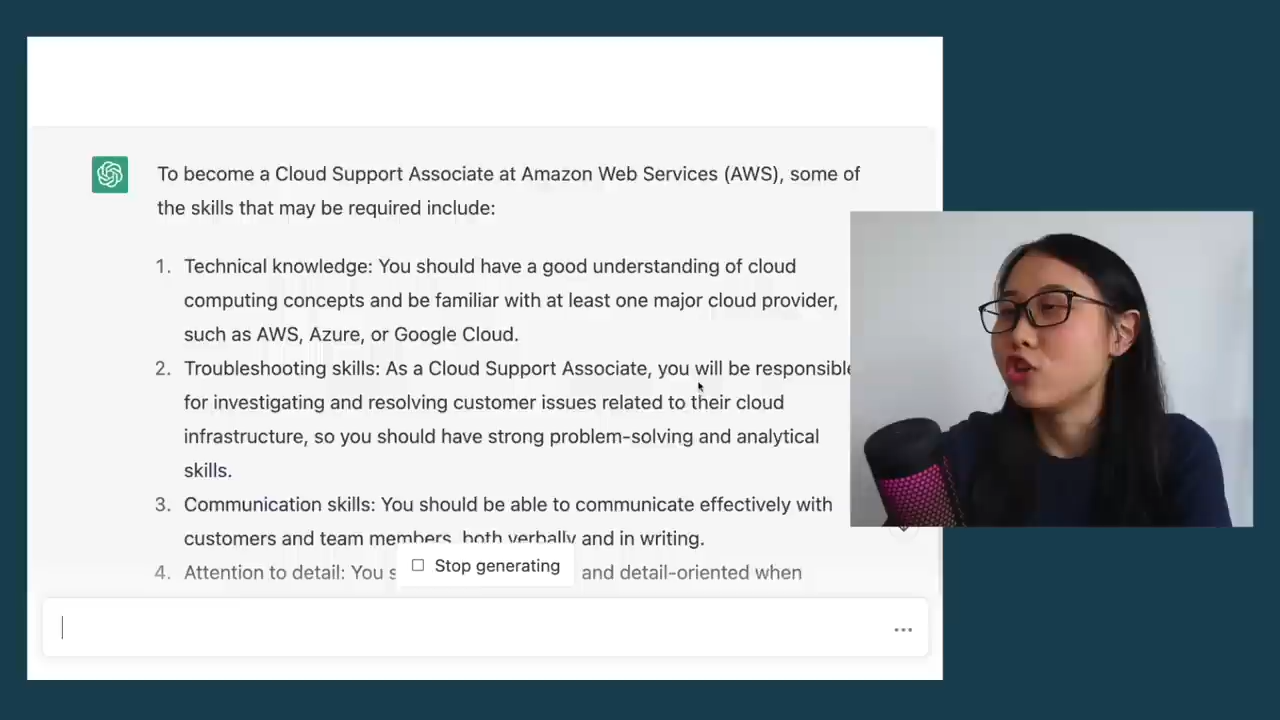 To become a Cloud Support Associate at Amazon Web Services (AWS), some of
the skills that may be required include:
1. Technical knowledge: You should have a good understanding of cloud
computing concepts and be familiar with at least one major cloud provider,
such as AWS, Azure, or Google Cloud.
2. Troubleshooting skills: As a Cloud Support Associate, you will be responsible
for investigating and resolving customer issues related to their cloud
infrastructure, so you should have strong problem-solving and analytical
skills.
3. Communication skills: You should be able to communicate effectively with
customers and team members, both verbally and in writing.
4. Attention to detail: You s and detail-oriented when
Stop generating